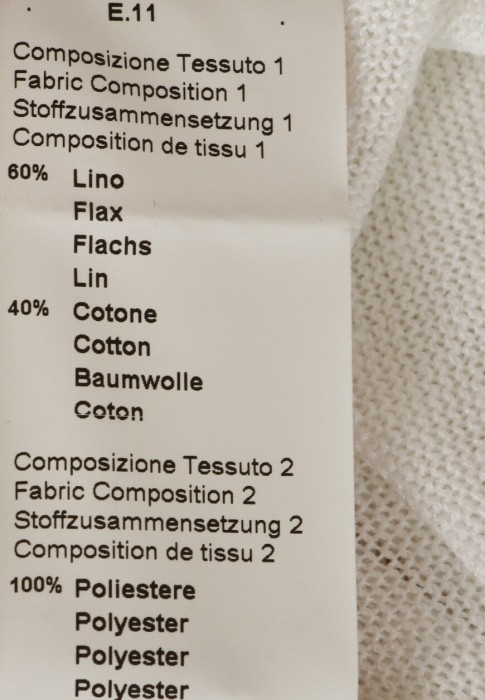 E.11
Composizione Tessuto 1
Fabric Composition 1
Stoffzusammensetzung 1
Composition de tissu 1
60% Lino
Flax
Flachs
Lin
40% Cotone
Cotton
Baumwolle
Coton
Composizione Tessuto 2
Fabric Composition 2
Stoffzusammensetzung 2
Composition de tissu 2
100% Poliestere
Polyester
Polyester
Polyester